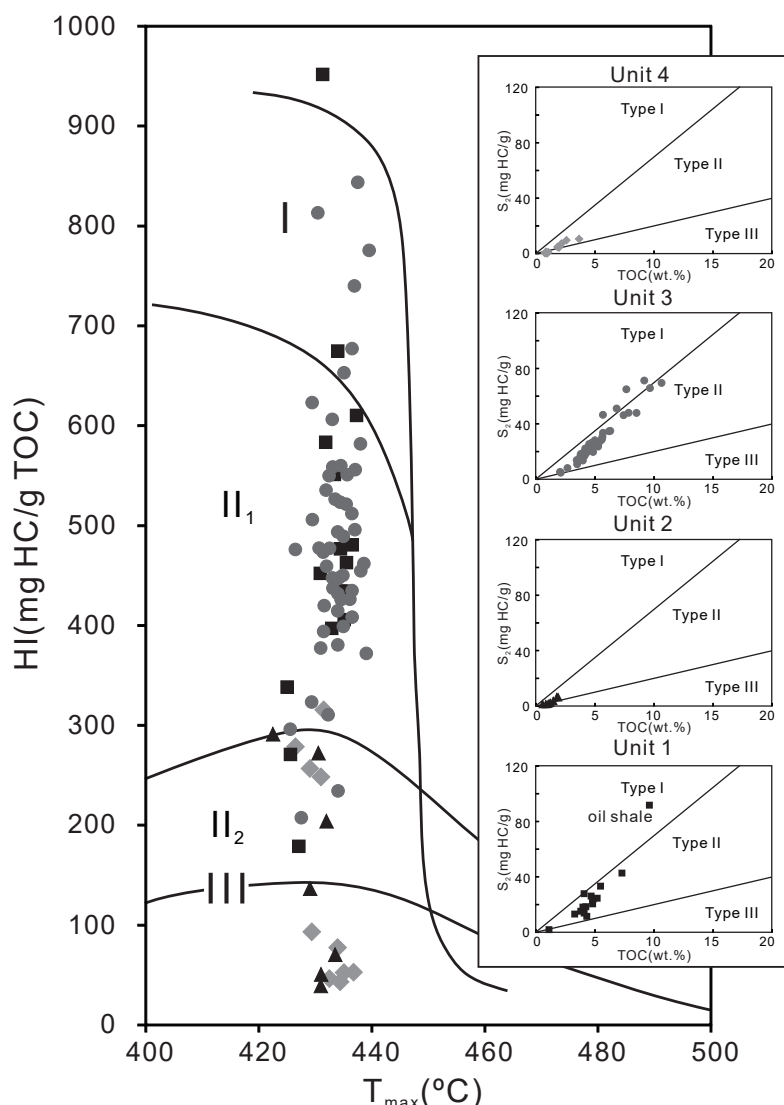 1000
900
800
700
600
500
400
300
200
100
0
HI(mg HC/g TOC)
I
II₁
II₂
III
400
420
440
460
480
500
Tmax(ºC)
Unit 4
120
80
40
0
S₂(mg HC/g)
Type I
Type II
Type III
0
5
10
15
20
TOC(wt.%)
Unit 3
120
80
40
0
S₂(mg HC/g)
Type I
Type II
Type III
0
5
10
15
20
TOC(wt.%)
Unit 2
120
80
40
0
S₂(mg HC/g)
Type I
Type II
Type III
0
5
10
15
20
TOC(wt.%)
Unit 1
120
80
40
0
S₂(mg HC/g)
Type I
oil shale
Type II
Type III
0
5
10
15
20
TOC(wt.%)